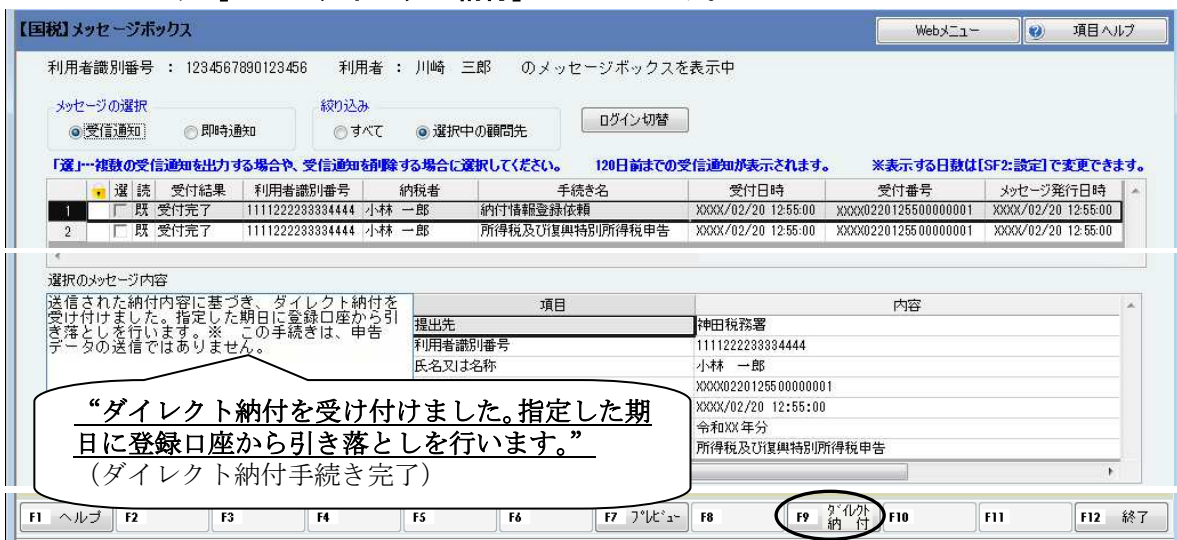 【国税】メッセージボックス
Webメニュー
項目ヘルプ
利用者識別番号 : 1234567890123456 利用者 : 川崎 三郎 のメッセージボックスを表示中
メッセージの選択
絞り込み
受信通知 即時通知
すべて 選択中の顧問先
ログイン切替
「選」…複数の受信通知を出力する場合や、受信通知を削除する場合に選択してください。 120日前までの受信通知が表示されます。 ※表示する日数は[SF2:設定]で変更できます。
選 読 受付結果 利用者識別番号 納税者 手続き名 受付日時 受付番号 メッセージ発行日時
1 既 受付完了 1111222233334444 小林 一郎 納付情報登録依頼 XXXX/02/20 12:55:00 XXXX0220125500000001 XXXX/02/20 12:55:00
2 既 受付完了 1111222233334444 小林 一郎 所得税及び復興特別所得税申告 XXXX/02/20 12:55:00 XXXX0220125500000001 XXXX/02/20 12:55:00
選択のメッセージ内容
送信された納付内容に基づき、ダイレクト納付を
受け付けました。指定した期日に登録口座から引
き落としを行います。※ この手続きは、申告
データの送信ではありません。
項目 内容
提出先 神田税務署
利用者識別番号 1111222233334444
氏名又は名称 小林 一郎
XXXX0220125500000001
XXXX/02/20 12:55:00
令和XX年分
所得税及び復興特別所得税申告
“ダイレクト納付を受け付けました。指定した期
日に登録口座から引き落としを行います。”
(ダイレクト納付手続き完了)
F1 ヘルプ F2 F3 F4 F5 F6 F7 プレビュー F8 F9 ダイレクト納付 F10 F11 F12 終了